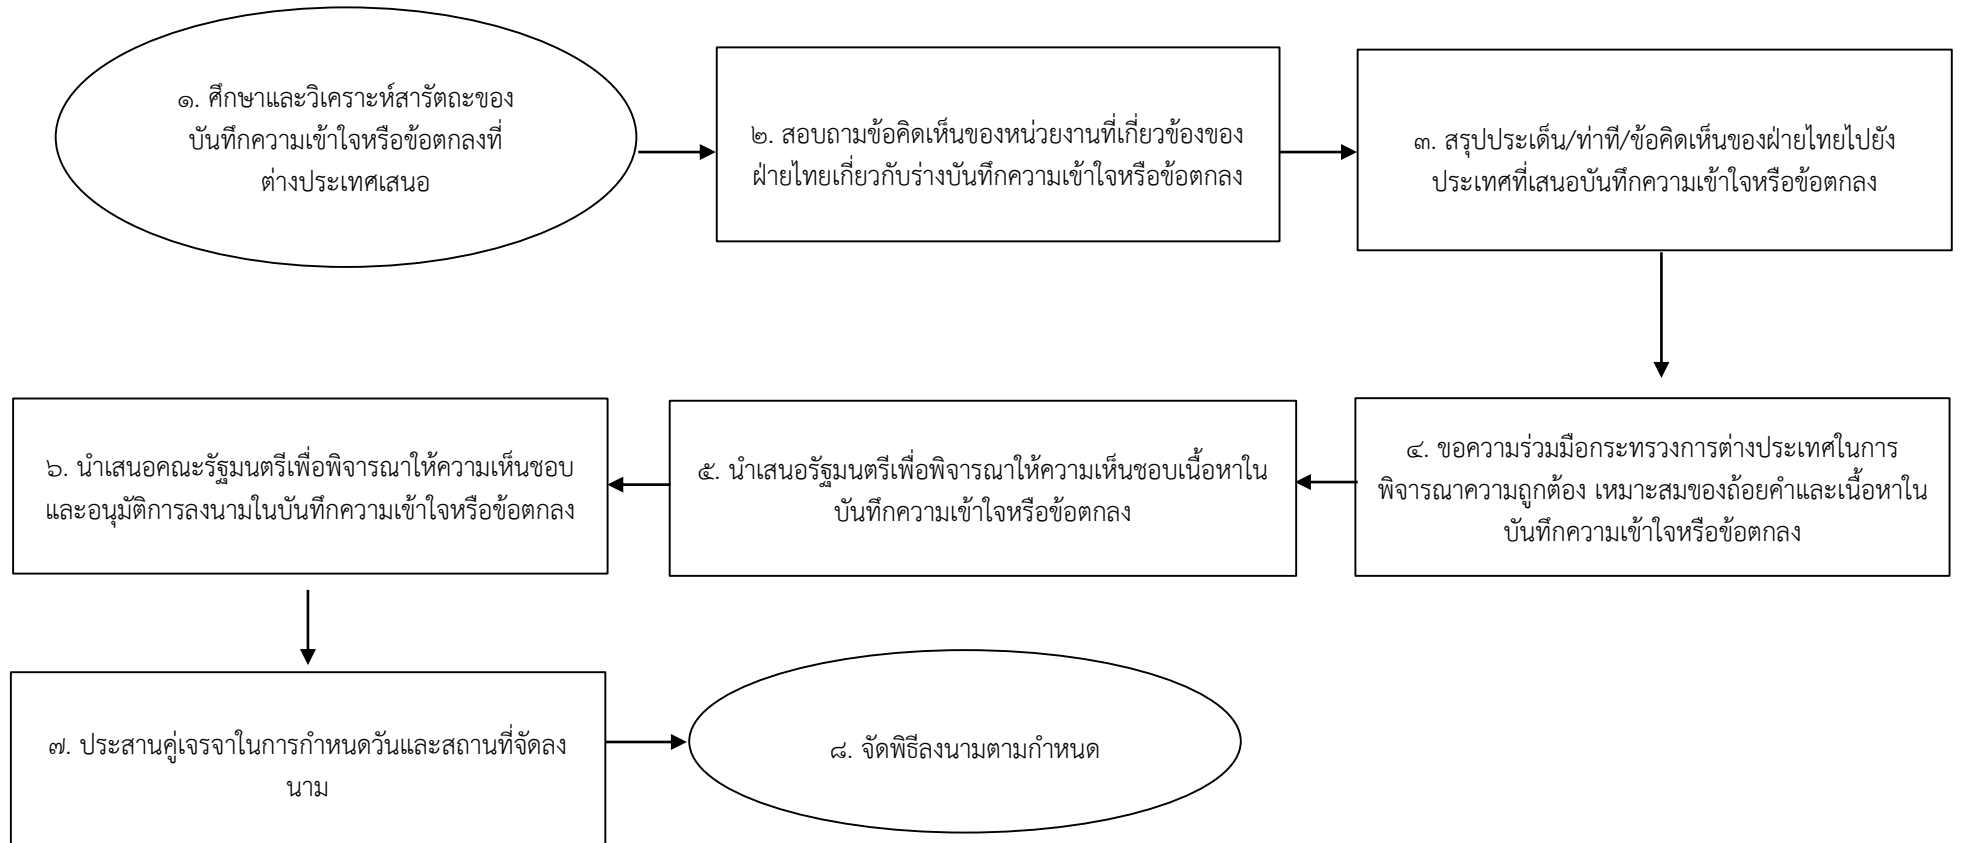 ๑. ศึกษาและวิเคราะห์สารัตถะของ
บันทึกความเข้าใจหรือข้อตกลงที่
ต่างประเทศเสนอ
๒. สอบถามข้อคิดเห็นของหน่วยงานที่เกี่ยวข้องของ
ฝ่ายไทยเกี่ยวกับร่างบันทึกความเข้าใจหรือข้อตกลง
๓. สรุปประเด็น/ท่าที/ข้อคิดเห็นของฝ่ายไทยไปยัง
ประเทศที่เสนอบันทึกความเข้าใจหรือข้อตกลง
๔. ขอความร่วมมือกระทรวงการต่างประเทศในการ
พิจารณาความถูกต้อง เหมาะสมของถ้อยคำและเนื้อหาใน
บันทึกความเข้าใจหรือข้อตกลง
๕. นำเสนอรัฐมนตรีเพื่อพิจารณาให้ความเห็นชอบเนื้อหาใน
บันทึกความเข้าใจหรือข้อตกลง
๖. นำเสนอคณะรัฐมนตรีเพื่อพิจารณาให้ความเห็นชอบ
และอนุมัติการลงนามในบันทึกความเข้าใจหรือข้อตกลง
๗. ประสานคู่เจรจาในการกำหนดวันและสถานที่จัดลง
นาม
๘. จัดพิธีลงนามตามกำหนด